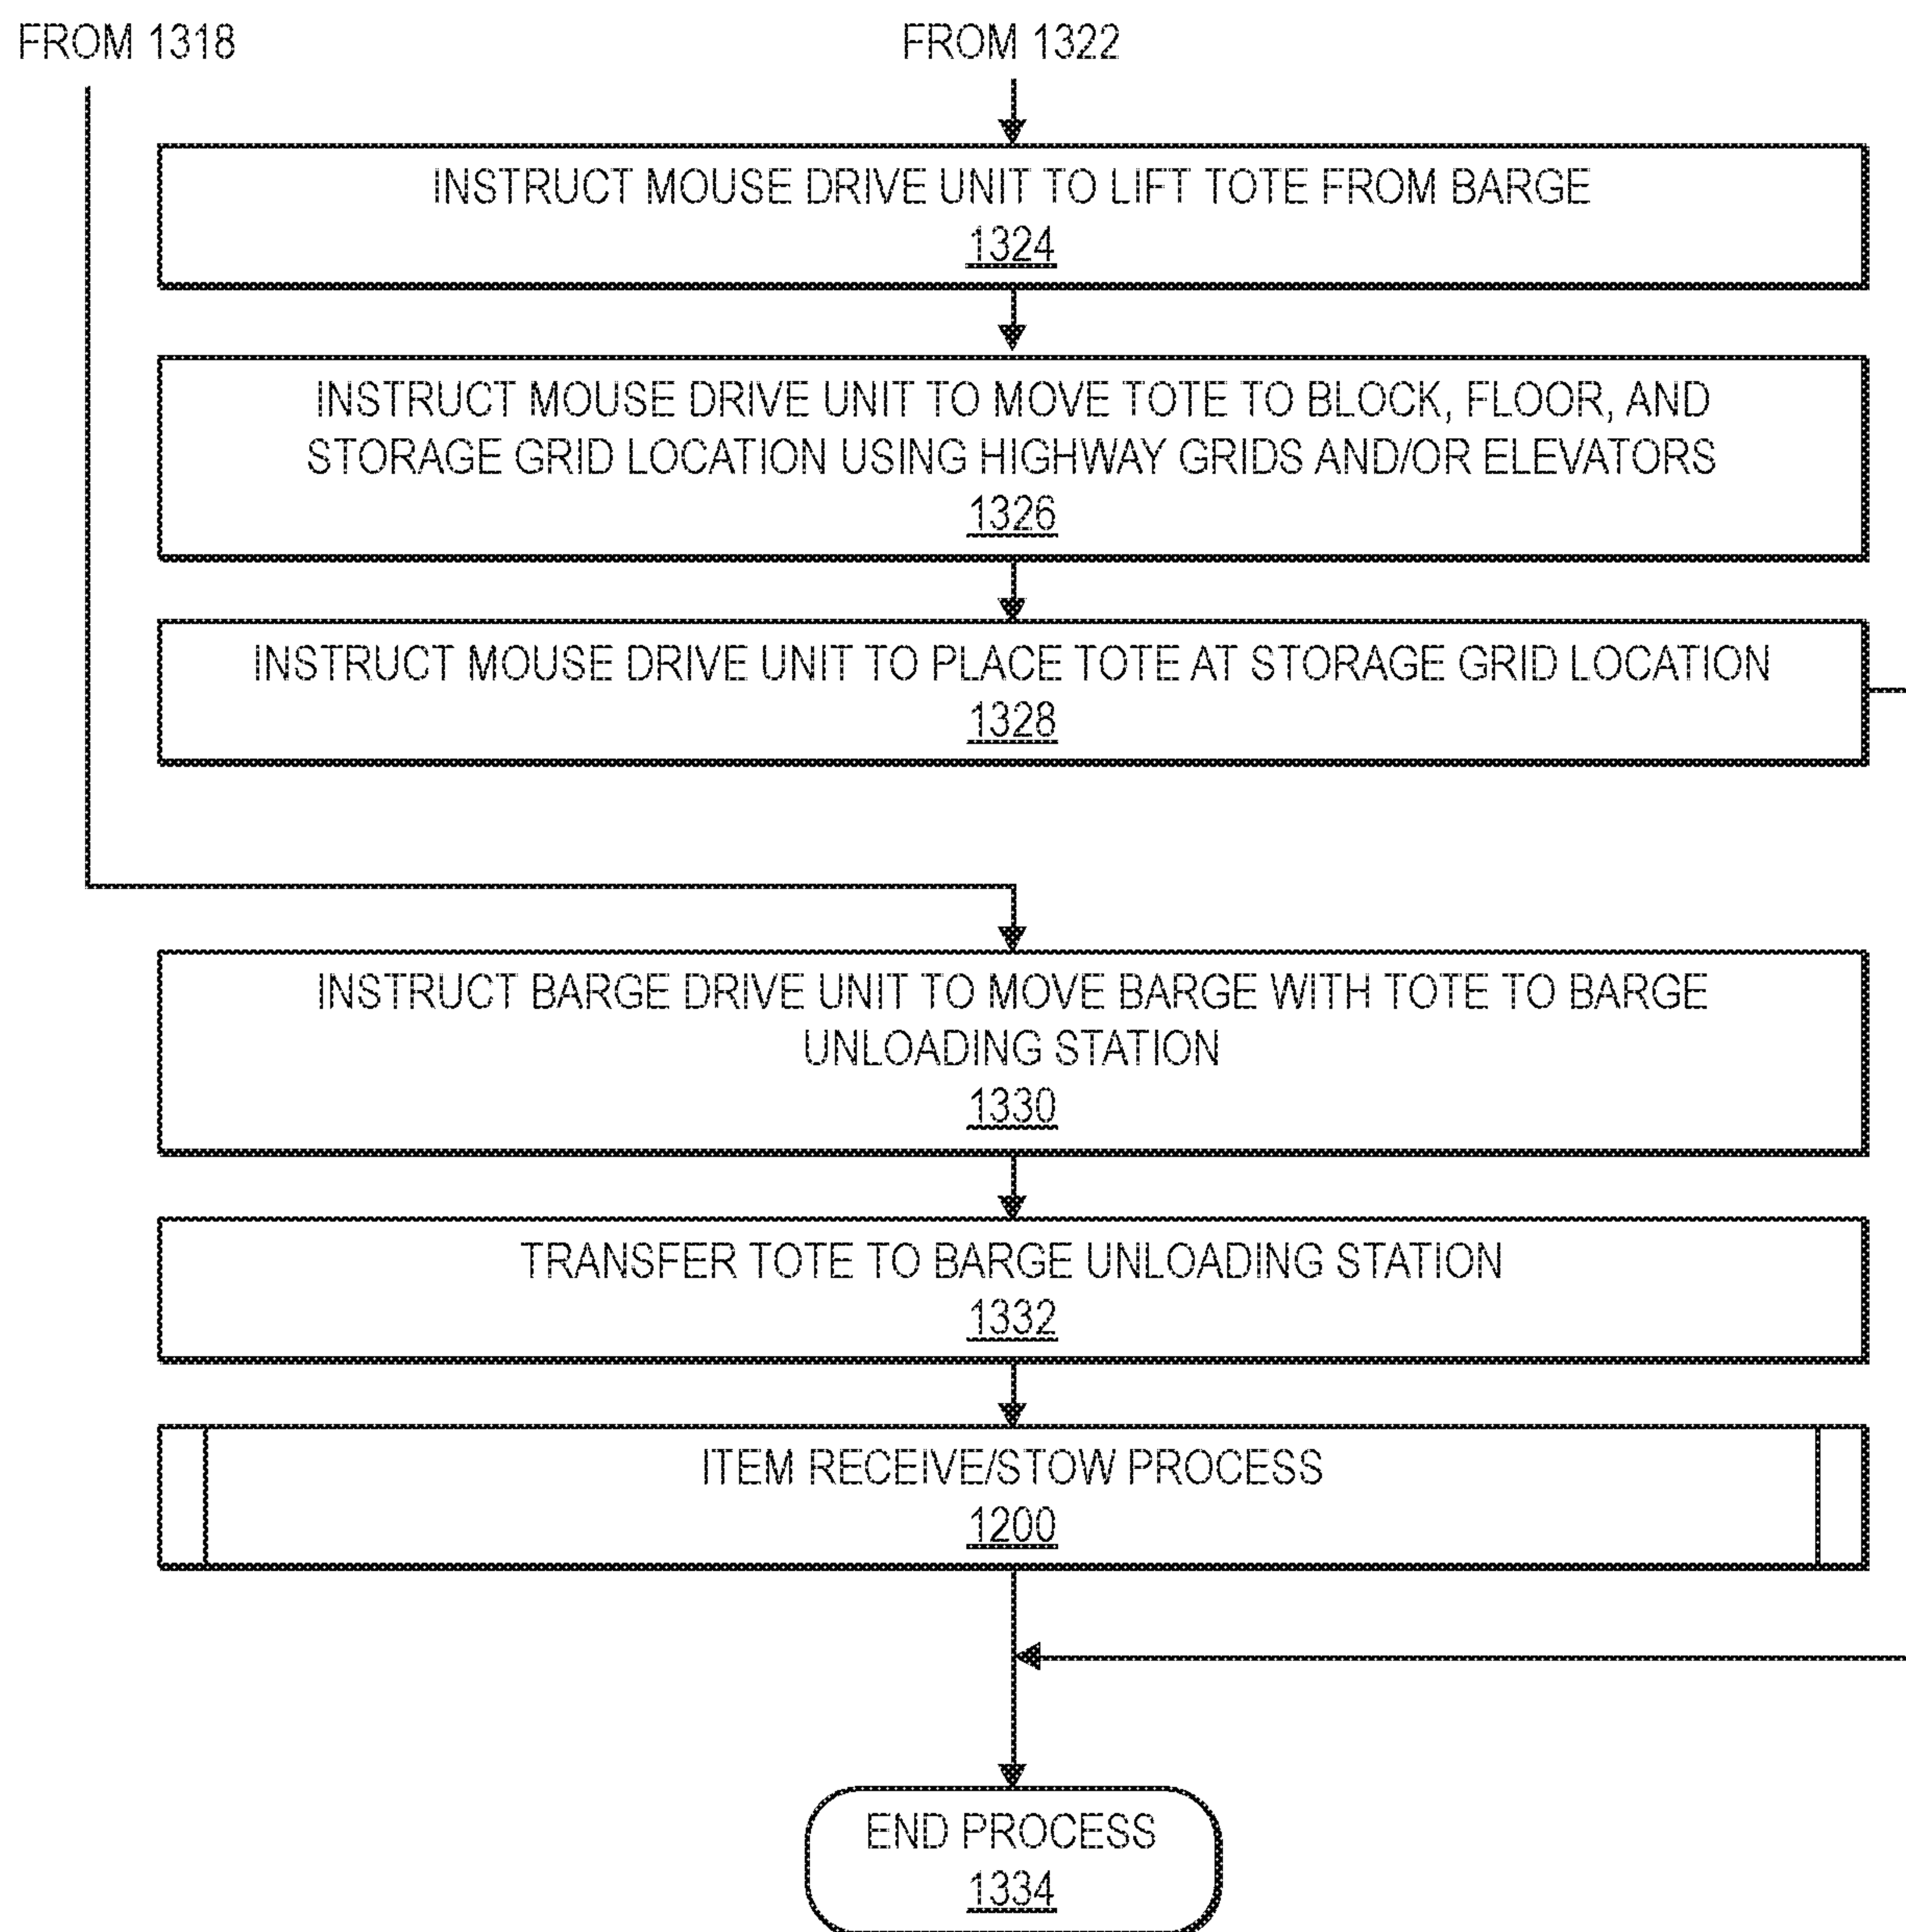 FROM 1318
FROM 1322
INSTRUCT MOUSE DRIVE UNIT TO LIFT TOTE FROM BARGE
1324
INSTRUCT MOUSE DRIVE UNIT TO MOVE TOTE TO BLOCK, FLOOR, AND
STORAGE GRID LOCATION USING HIGHWAY GRIDS AND/OR ELEVATORS
1326
INSTRUCT MOUSE DRIVE UNIT TO PLACE TOTE AT STORAGE GRID LOCATION
1328
INSTRUCT BARGE DRIVE UNIT TO MOVE BARGE WITH TOTE TO BARGE
UNLOADING STATION
1330
TRANSFER TOTE TO BARGE UNLOADING STATION
1332
ITEM RECEIVE/STOW PROCESS
1200
END PROCESS
1334